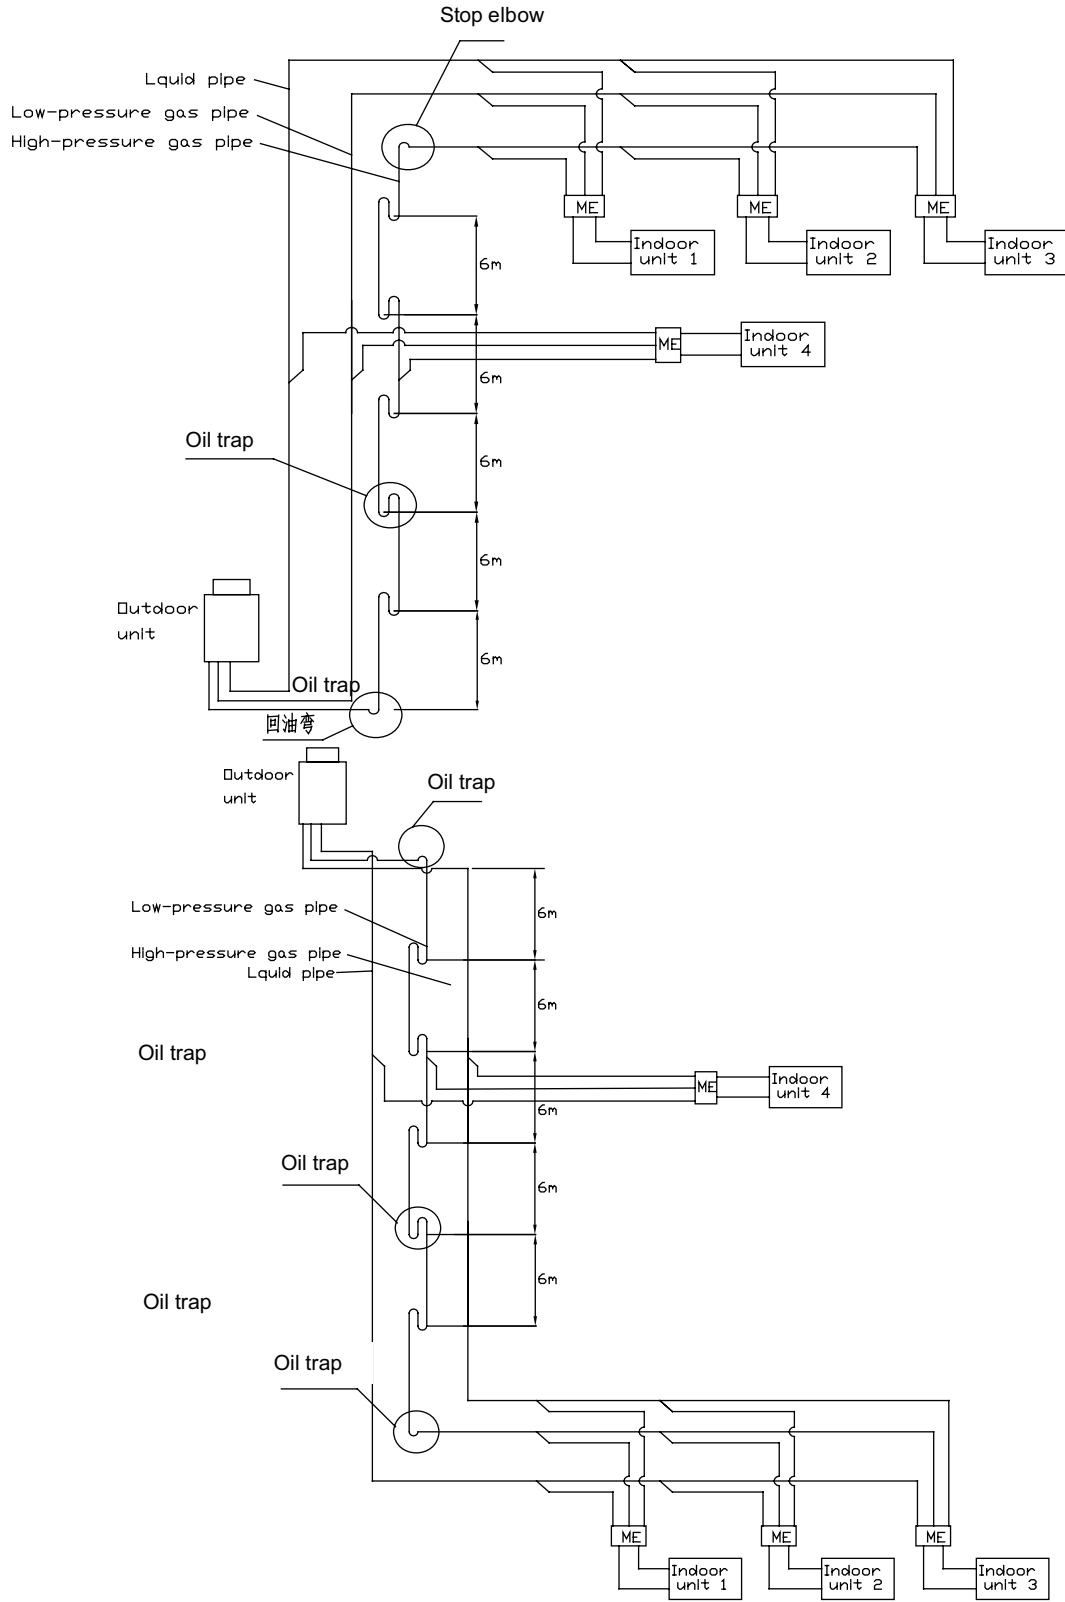 Stop elbow
Lquid pipe
Low-pressure gas pipe
High-pressure gas pipe
ME
ME
ME
Indoor
unit 1
Indoor
unit 2
Indoor
unit 3
6m
ME
Indoor
unit 4
6m
Oil trap
6m
6m
Outdoor
unit
6m
Oil trap
回油弯
Outdoor
unit
Oil trap
6m
Low-pressure gas pipe
High-pressure gas pipe
Lquid pipe
6m
Oil trap
ME
Indoor
unit 4
6m
Oil trap
6m
6m
Oil trap
Oil trap
ME
ME
ME
Indoor
unit 1
Indoor
unit 2
Indoor
unit 3